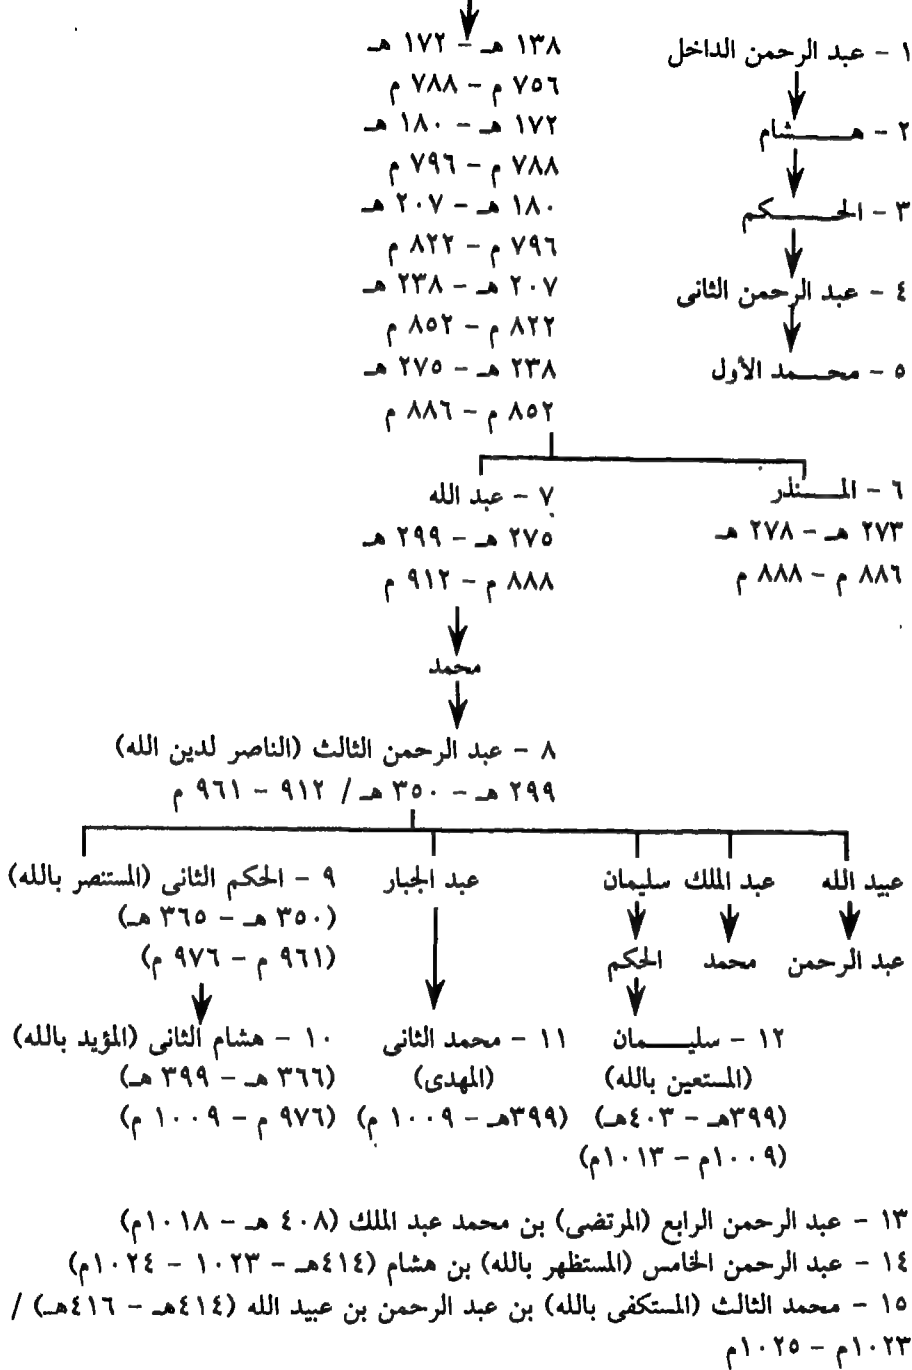 ١ - عبد الرحمن الداخل ١٣٨ هـ - ١٧٢ هـ
٧٥٦ م - ٧٨٨ م
٢ - هـــشام ١٧٢ هـ - ١٨٠ هـ
٧٨٨ م - ٧٩٦ م
٣ - الحـــكم ١٨٠ هـ - ٢٠٧ هـ
٧٩٦ م - ٨٢٢ م
٤ - عبد الرحمن الثانى ٢٠٧ هـ - ٢٣٨ هـ
٨٢٢ م - ٨٥٢ م
٥ - محـــمد الأول ٢٣٨ هـ - ٢٧٥ هـ
٨٥٢ م - ٨٨٦ م
٦ - المـــنذر ٧ - عبد الله
٢٧٣ هـ - ٢٧٨ هـ ٢٧٥ هـ - ٢٩٩ هـ
٨٨٦ م - ٨٨٨ م ٨٨٨ م - ٩١٢ م
محمد
٨ - عبد الرحمن الثالث (الناصر لدين الله)
٢٩٩ هـ - ٣٥٠ هـ / ٩١٢ - ٩٦١ م
عبيد الله عبد الملك سليمان عبد الجبار ٩ - الحكم الثانى (المستنصر بالله)
(٣٥٠ هـ - ٣٦٥ هـ)
عبد الرحمن محمد الحكم (٩٦١ م - ٩٧٦ م)
١٢ - سليـــمان ١١ - محمد الثانى ١٠ - هشام الثانى (المؤيد بالله)
(المستعين بالله) (المهدى) (٣٦٦ هـ - ٣٩٩ هـ)
(٣٩٩هـ - ٤٠٣هـ) (٣٩٩هـ - ١٠٠٩ م) (٩٧٦ م - ١٠٠٩ م)
(١٠٠٩م - ١٠١٣م)
١٣ - عبد الرحمن الرابع (المرتضى) بن محمد عبد الملك (٤٠٨ هـ - ١٠١٨م)
١٤ - عبد الرحمن الخامس (المستظهر بالله) بن هشام (٤١٤هـ - ١٠٢٣ - ١٠٢٤م)
١٥ - محمد الثالث (المستكفى بالله) بن عبد الرحمن بن عبيد الله (٤١٤هـ - ٤١٦هـ) /
١٠٢٣م - ١٠٢٥م